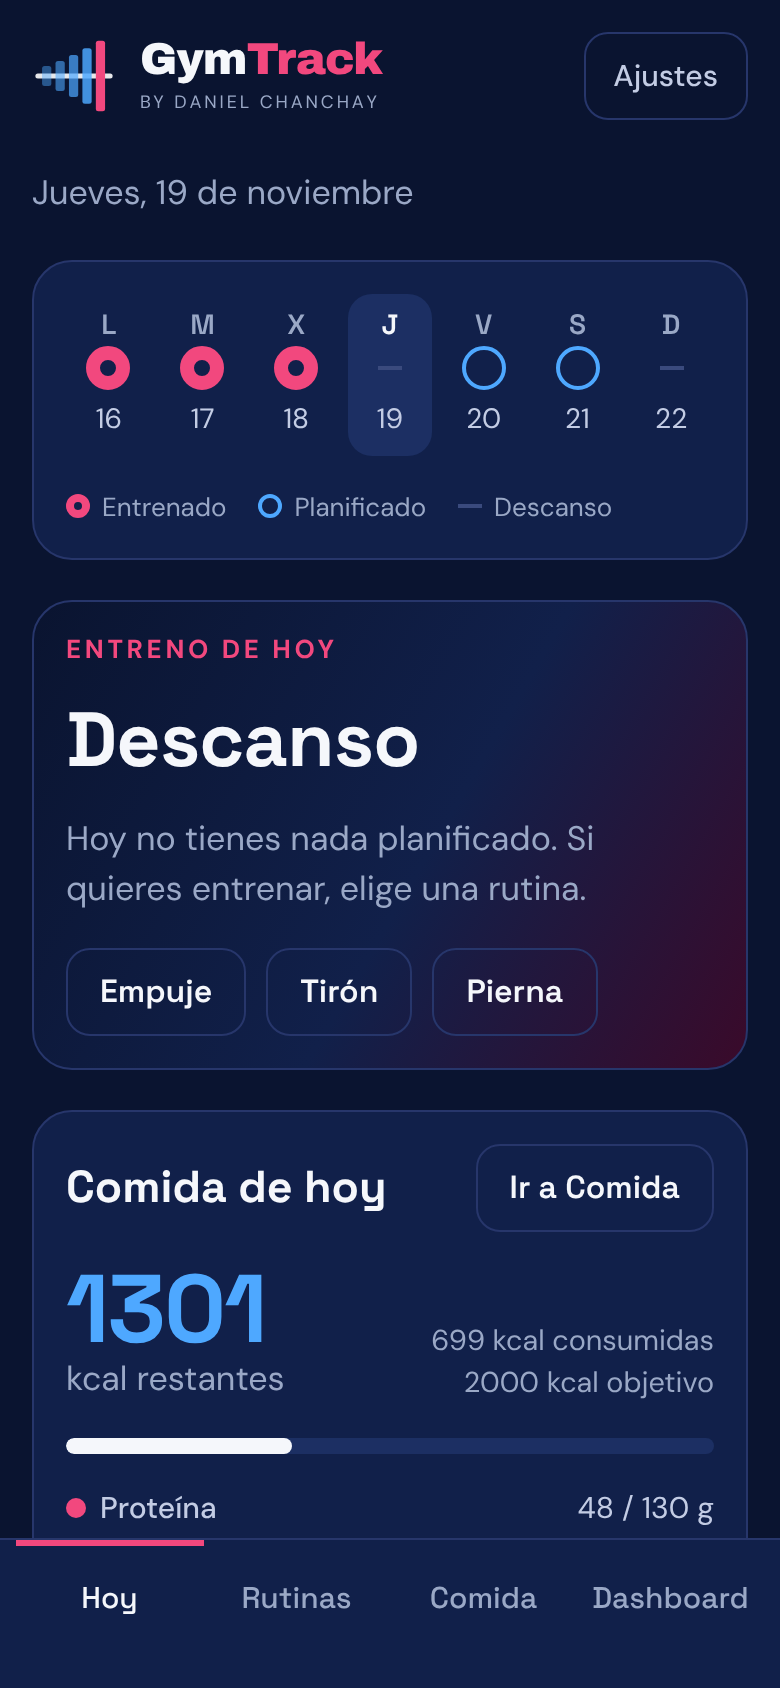 GymTrack
BY DANIEL CHANCHAY
Ajustes
Jueves, 19 de noviembre
L M X J V S D
16 17 18 19 20 21 22
Entrenado Planificado Descanso
ENTRENO DE HOY
Descanso
Hoy no tienes nada planificado. Si
quieres entrenar, elige una rutina.
Empuje Tirón Pierna
Comida de hoy
Ir a Comida
1301
kcal restantes
699 kcal consumidas
2000 kcal objetivo
Proteína 48 / 130 g
Hoy Rutinas Comida Dashboard